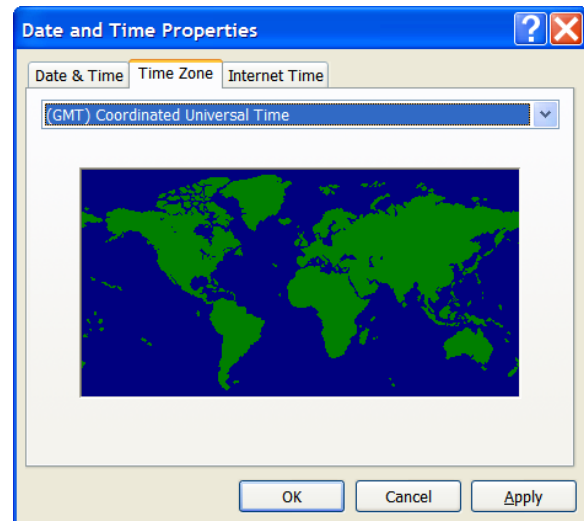 Date and Time Properties
Date & Time Time Zone Internet Time
(GMT) Coordinated Universal Time
OK Cancel Apply